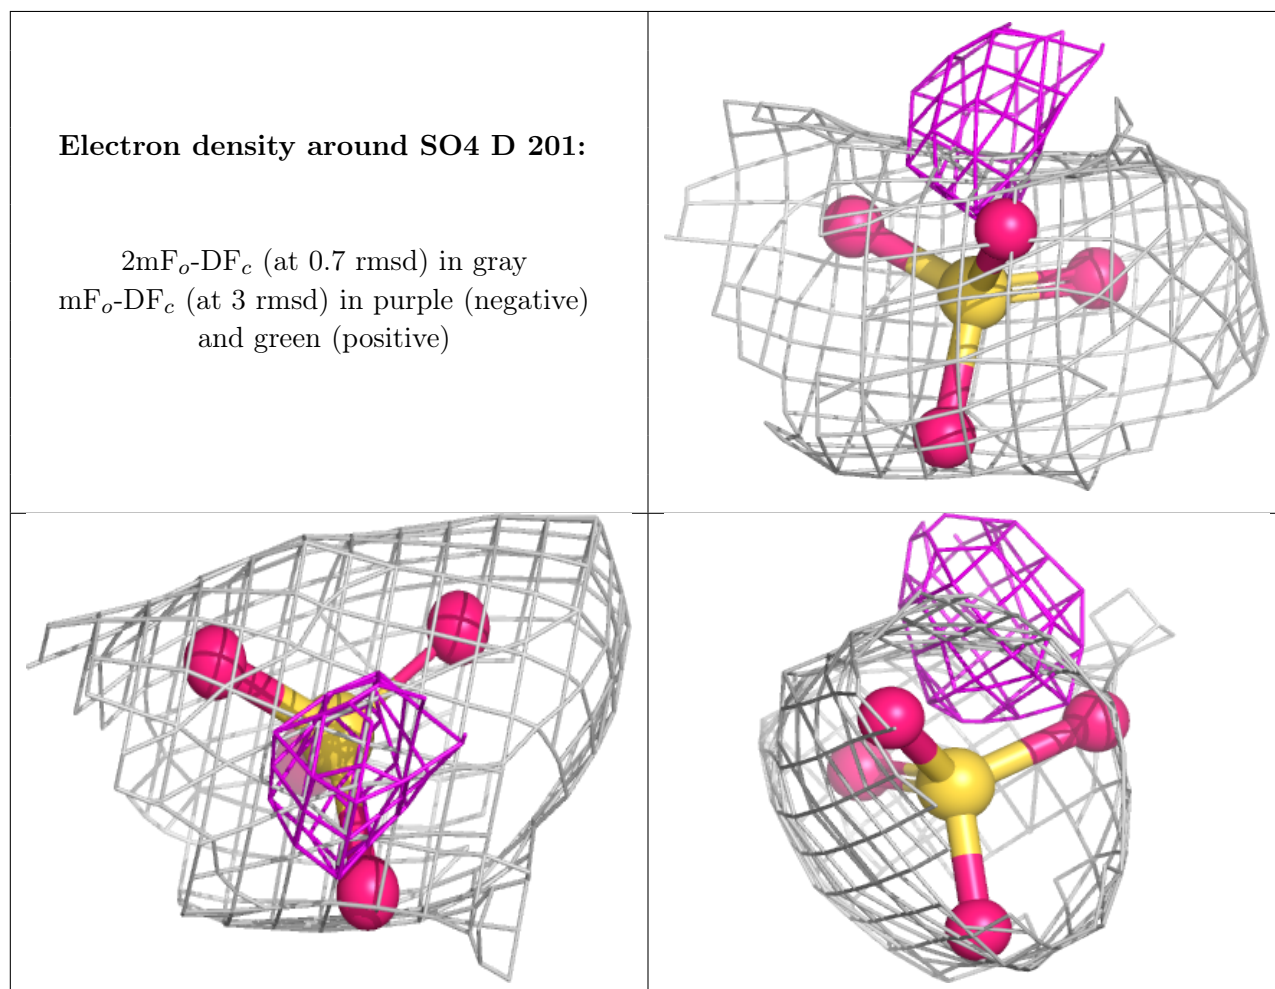 Electron density around SO4 D 201:
2mFo-DFc (at 0.7 rmsd) in gray
mFo-DFc (at 3 rmsd) in purple (negative)
and green (positive)